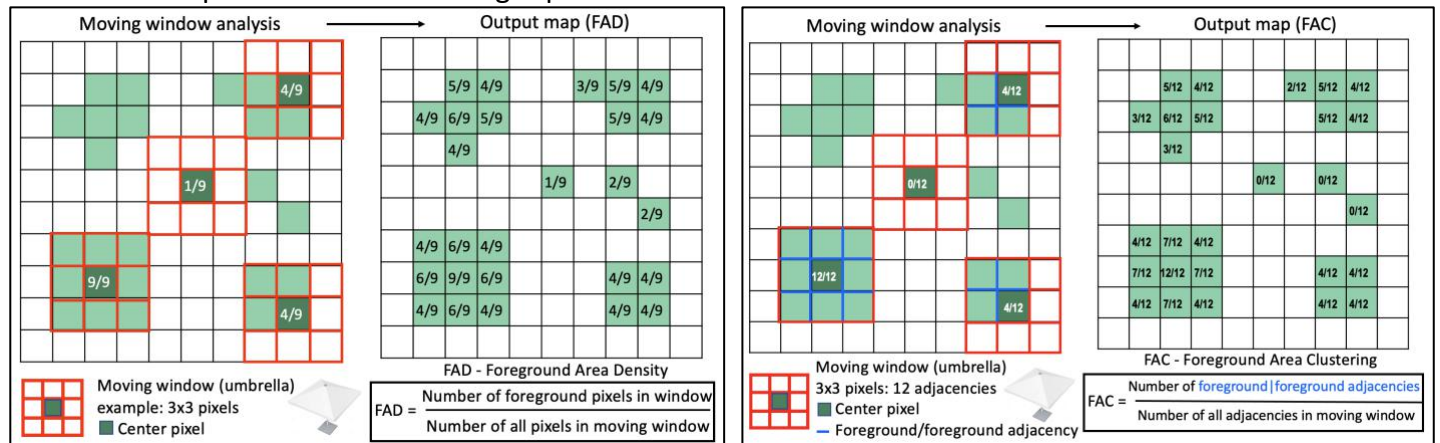 Moving window analysis
Output map (FAD)
4/9
5/9 4/9 3/9 5/9 4/9
4/9 6/9 5/9 5/9 4/9
4/9
1/9
1/9 2/9
2/9
4/9 6/9 4/9
9/9
6/9 9/9 6/9 4/9 4/9
4/9
4/9 6/9 4/9 4/9 4/9
FAD - Foreground Area Density
Moving window (umbrella)
example: 3x3 pixels
Center pixel
FAD = Number of foreground pixels in window
Number of all pixels in moving window
Moving window analysis
Output map (FAC)
4/12
5/12 4/12 2/12 5/12 4/12
3/12 6/12 5/12 5/12 4/12
3/12
0/12
0/12 0/12
0/12
4/12 7/12 4/12
12/12
7/12 12/12 7/12 4/12 4/12
4/12
4/12 7/12 4/12 4/12 4/12
FAC - Foreground Area Clustering
Moving window (umbrella)
3x3 pixels: 12 adjacencies
Center pixel
Foreground/foreground adjacency
FAC = Number of foreground|foreground adjacencies
Number of all adjacencies in moving window